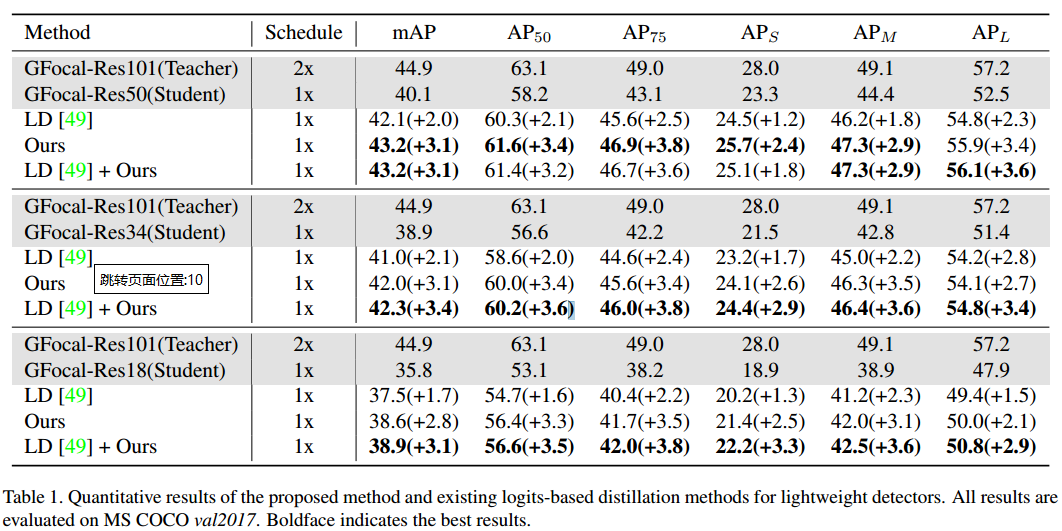 Method Schedule mAP AP50 AP75 APS APM APL
GFocal-Res101(Teacher) 2x 44.9 63.1 49.0 28.0 49.1 57.2
GFocal-Res50(Student) 1x 40.1 58.2 43.1 23.3 44.4 52.5
LD [49] 1x 42.1(+2.0) 60.3(+2.1) 45.6(+2.5) 24.5(+1.2) 46.2(+1.8) 54.8(+2.3)
Ours 1x 43.2(+3.1) 61.6(+3.4) 46.9(+3.8) 25.7(+2.4) 47.3(+2.9) 55.9(+3.4)
LD [49] + Ours 1x 43.2(+3.1) 61.4(+3.2) 46.7(+3.6) 25.1(+1.8) 47.3(+2.9) 56.1(+3.6)
GFocal-Res101(Teacher) 2x 44.9 63.1 49.0 28.0 49.1 57.2
GFocal-Res34(Student) 1x 38.9 56.6 42.2 21.5 42.8 51.4
LD [49] 1x 41.0(+2.1) 58.6(+2.0) 44.6(+2.4) 23.2(+1.7) 45.0(+2.2) 54.2(+2.8)
跳转页面位置:10
Ours 1x 42.0(+3.1) 60.0(+3.4) 45.6(+3.4) 24.1(+2.6) 46.3(+3.5) 54.1(+2.7)
LD [49] + Ours 1x 42.3(+3.4) 60.2(+3.6) 46.0(+3.8) 24.4(+2.9) 46.4(+3.6) 54.8(+3.4)
GFocal-Res101(Teacher) 2x 44.9 63.1 49.0 28.0 49.1 57.2
GFocal-Res18(Student) 1x 35.8 53.1 38.2 18.9 38.9 47.9
LD [49] 1x 37.5(+1.7) 54.7(+1.6) 40.4(+2.2) 20.2(+1.3) 41.2(+2.3) 49.4(+1.5)
Ours 1x 38.6(+2.8) 56.4(+3.3) 41.7(+3.5) 21.4(+2.5) 42.0(+3.1) 50.0(+2.1)
LD [49] + Ours 1x 38.9(+3.1) 56.6(+3.5) 42.0(+3.8) 22.2(+3.3) 42.5(+3.6) 50.8(+2.9)
Table 1. Quantitative results of the proposed method and existing logits-based distillation methods for lightweight detectors. All results are
evaluated on MS COCO val2017. Boldface indicates the best results.